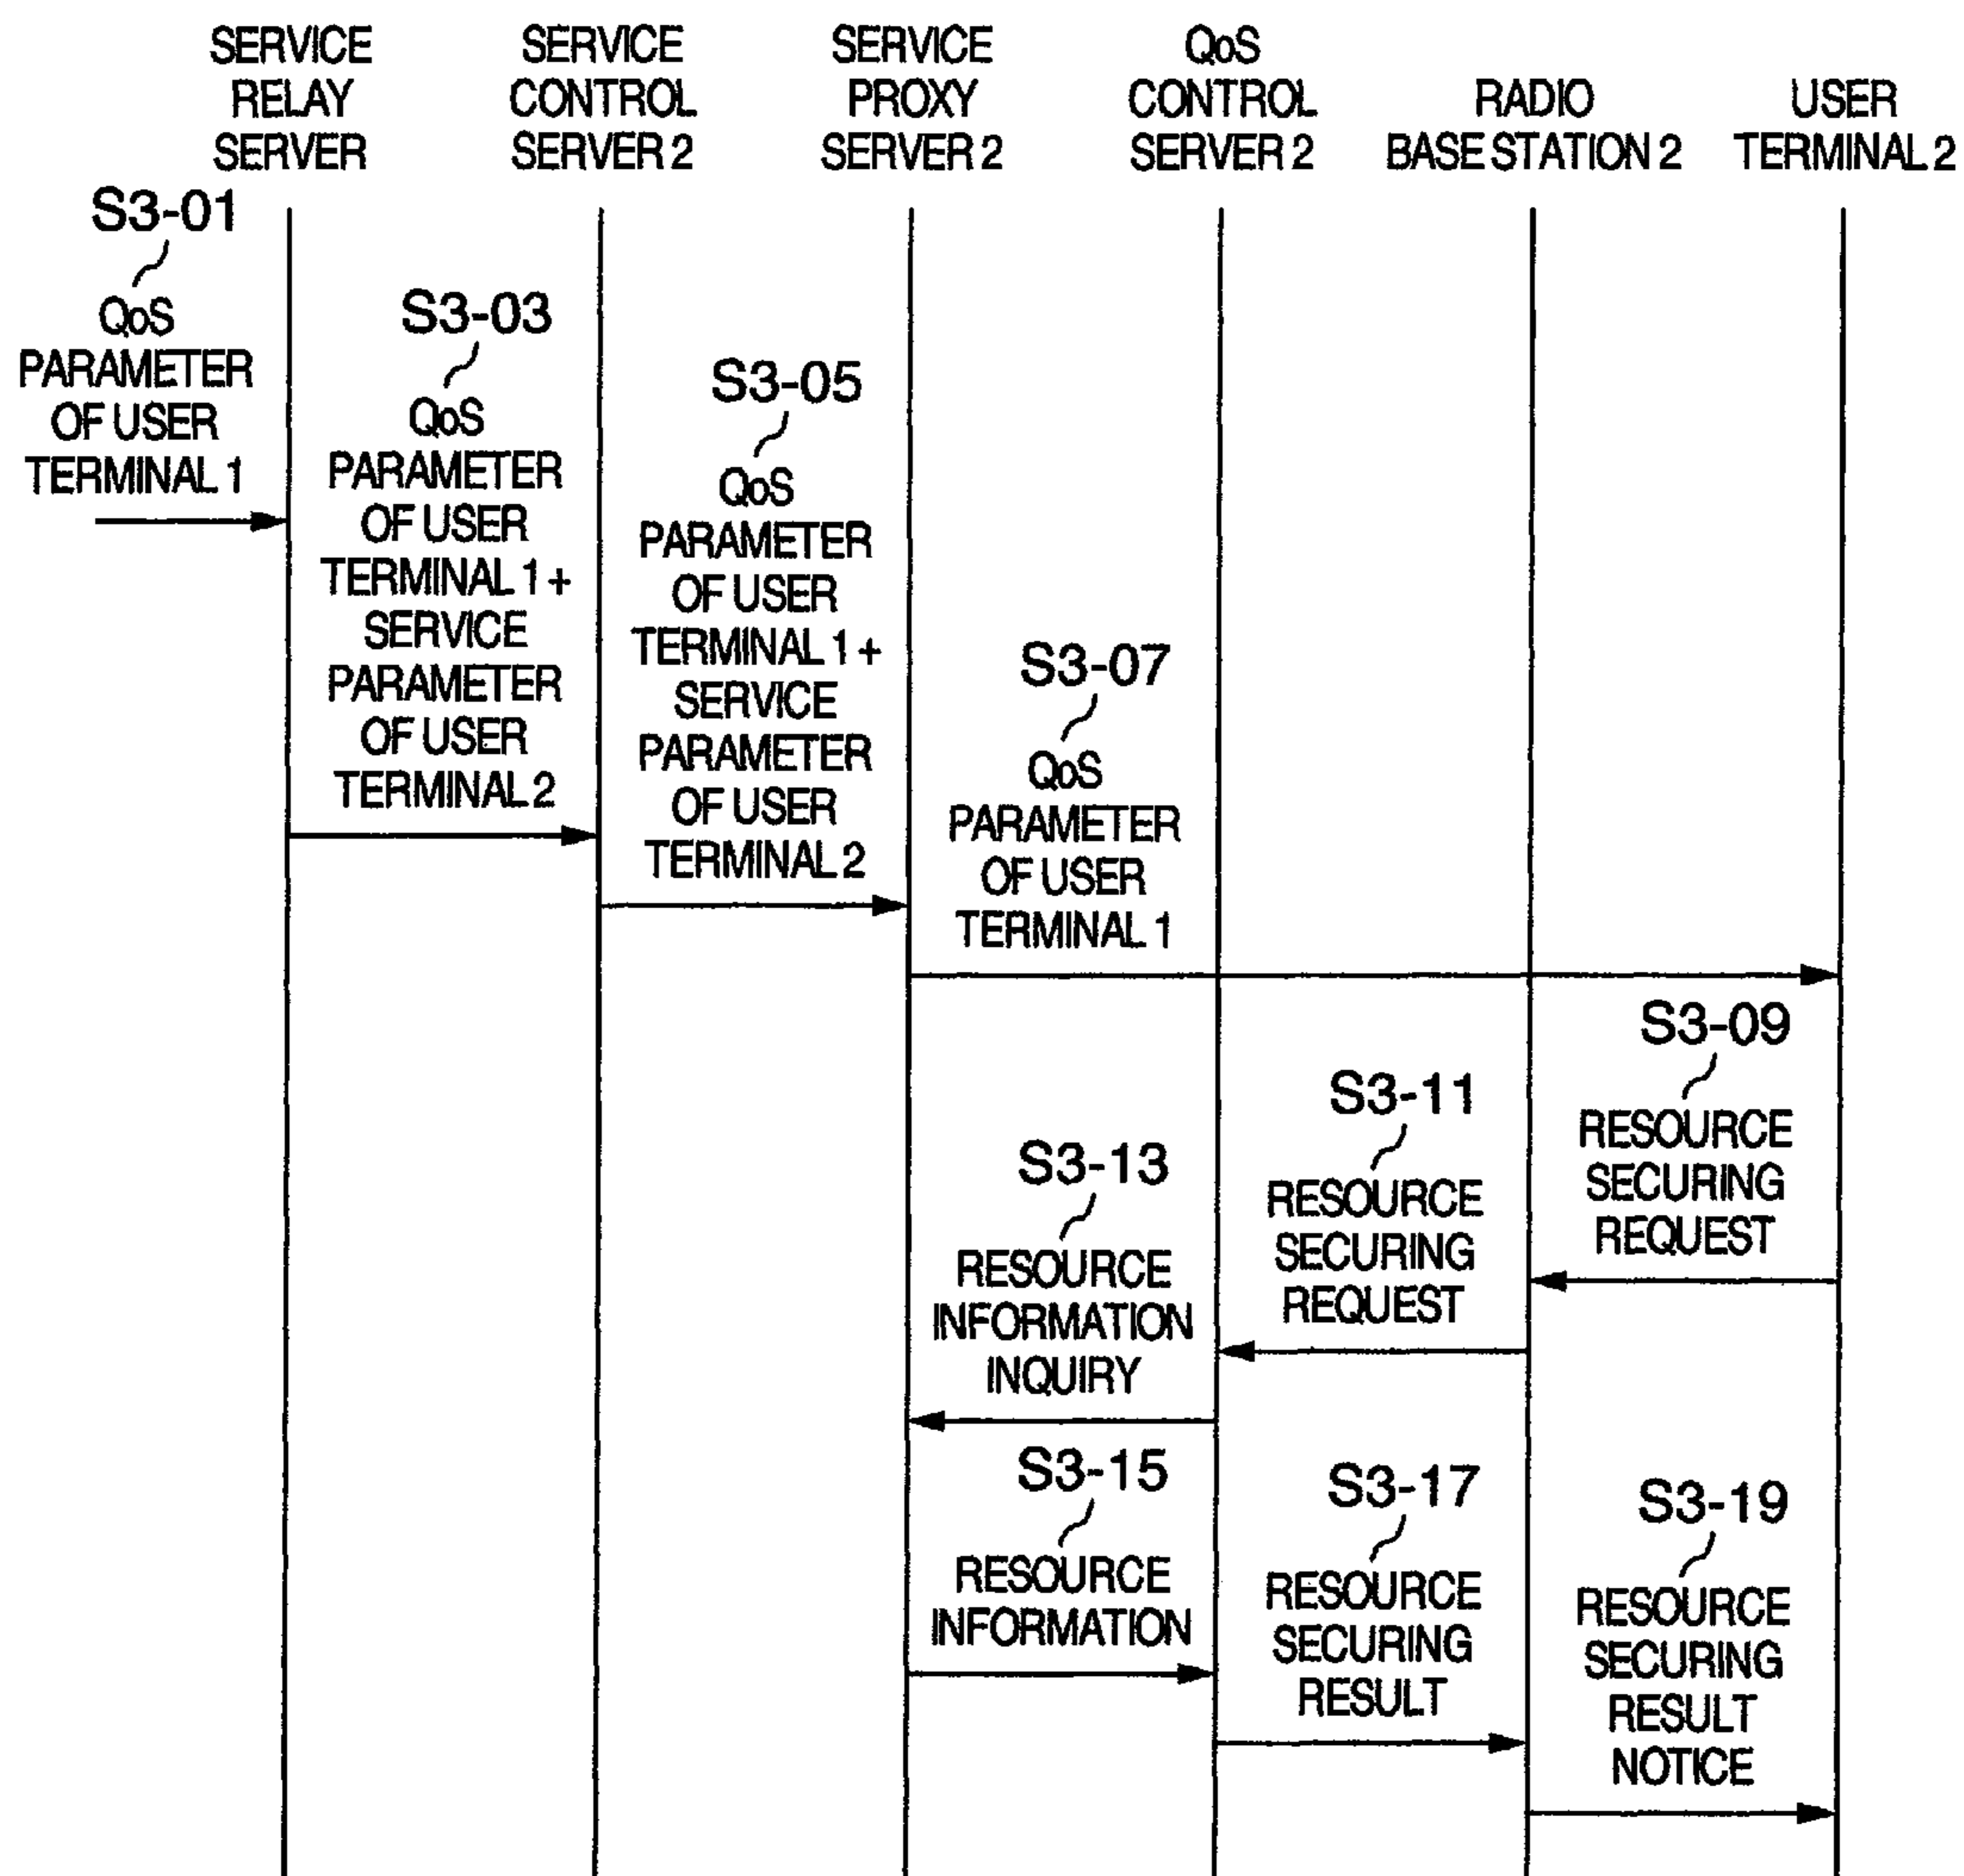 SERVICE
RELAY
SERVER
SERVICE
CONTROL
SERVER 2
SERVICE
PROXY
SERVER 2
QoS
CONTROL
SERVER 2
RADIO
BASE STATION 2
USER
TERMINAL 2
S3-01
QoS
PARAMETER
OF USER
TERMINAL 1
S3-03
QoS
PARAMETER
OF USER
TERMINAL 1 +
SERVICE
PARAMETER
OF USER
TERMINAL 2
S3-05
QoS
PARAMETER
OF USER
TERMINAL 1 +
SERVICE
PARAMETER
OF USER
TERMINAL 2
S3-07
QoS
PARAMETER
OF USER
TERMINAL 1
S3-09
RESOURCE
SECURING
REQUEST
S3-11
RESOURCE
SECURING
REQUEST
S3-13
RESOURCE
INFORMATION
INQUIRY
S3-15
RESOURCE
INFORMATION
S3-17
RESOURCE
SECURING
RESULT
S3-19
RESOURCE
SECURING
RESULT
NOTICE